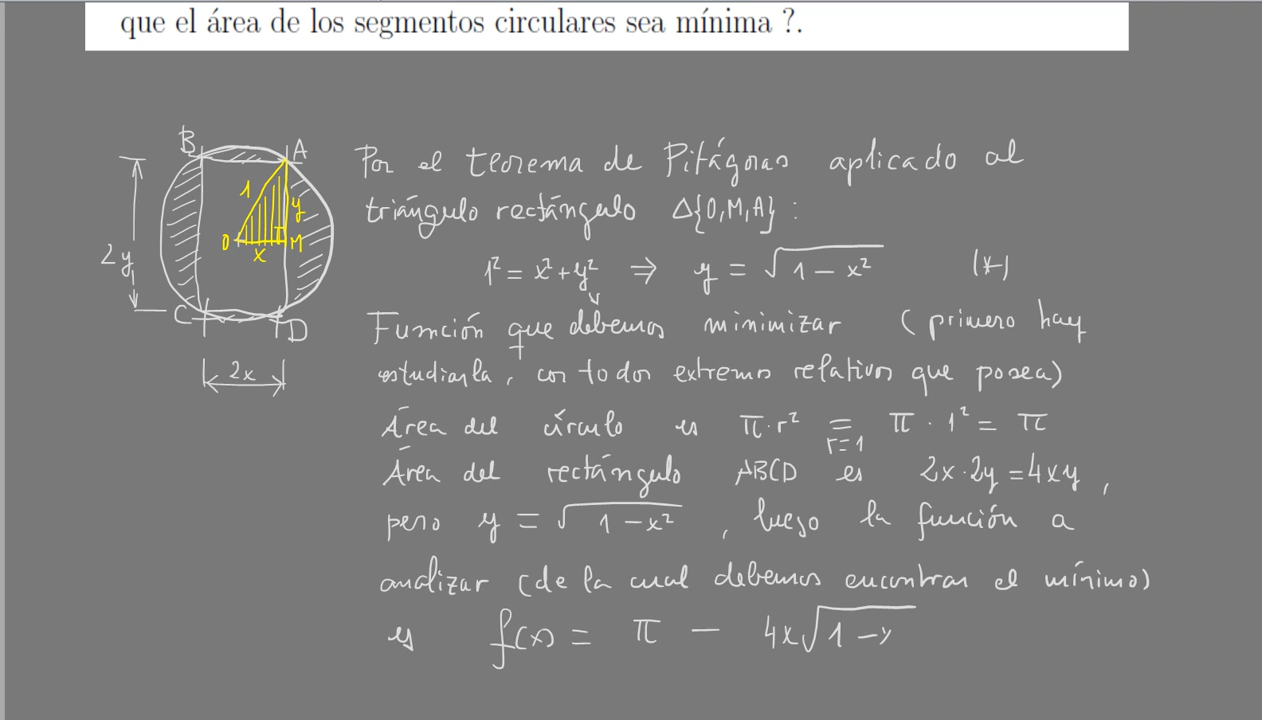 que el área de los segmentos circulares sea mínima ?.
B A
1 y
O x M
2y
C D
2x
Por el teorema de Pitágoras aplicado al
triángulo rectángulo Δ{O,M,A} :
1² = x² + y² ⇒ y = √(1 − x²) (*)
Función que debemos minimizar (primero hay
estudiarla, con todos extremos relativos que posea)
Área del círculo es π·r² = π · 1² = π
r=1
Área del rectángulo ABCD es 2x·2y = 4xy,
pero y = √(1 − x²), luego la función a
analizar (de la cual debemos encontrar el mínimo)
es f(x) = π − 4x√(1 − x